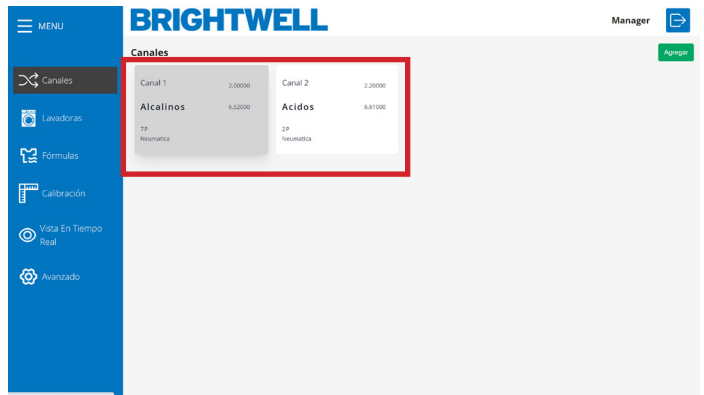 MENU
BRIGHTWELL
Manager
Canales
Agregar
Canales
Lavadoras
Fórmulas
Calibración
Vista En Tiempo
Real
Avanzado
Canal 1
2.00000
Alcalinos
6.52000
7P
Neumatica
Canal 2
2.20000
Acidos
6.61000
2P
Neumatica